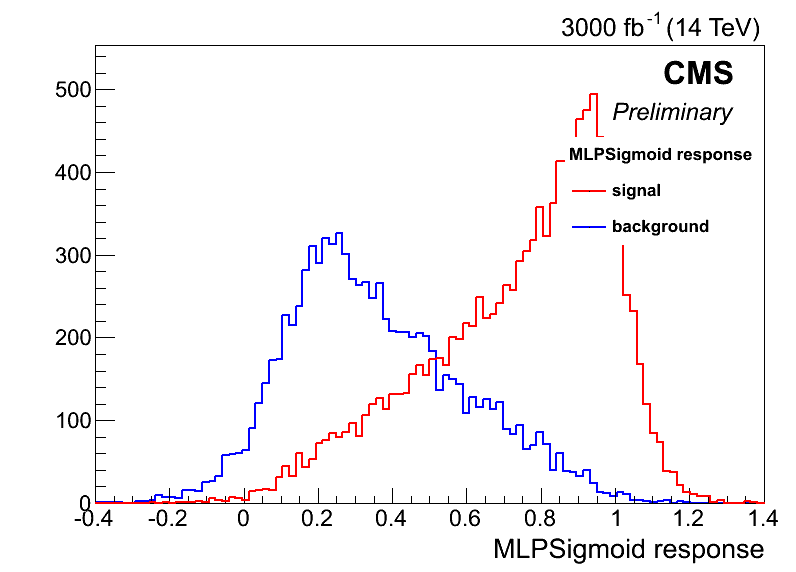 3000 fb⁻¹ (14 TeV)
CMS
Preliminary
MLPSigmoid response
signal
background
500
400
300
200
100
0
-0.4 -0.2 0 0.2 0.4 0.6 0.8 1 1.2 1.4
MLPSigmoid response